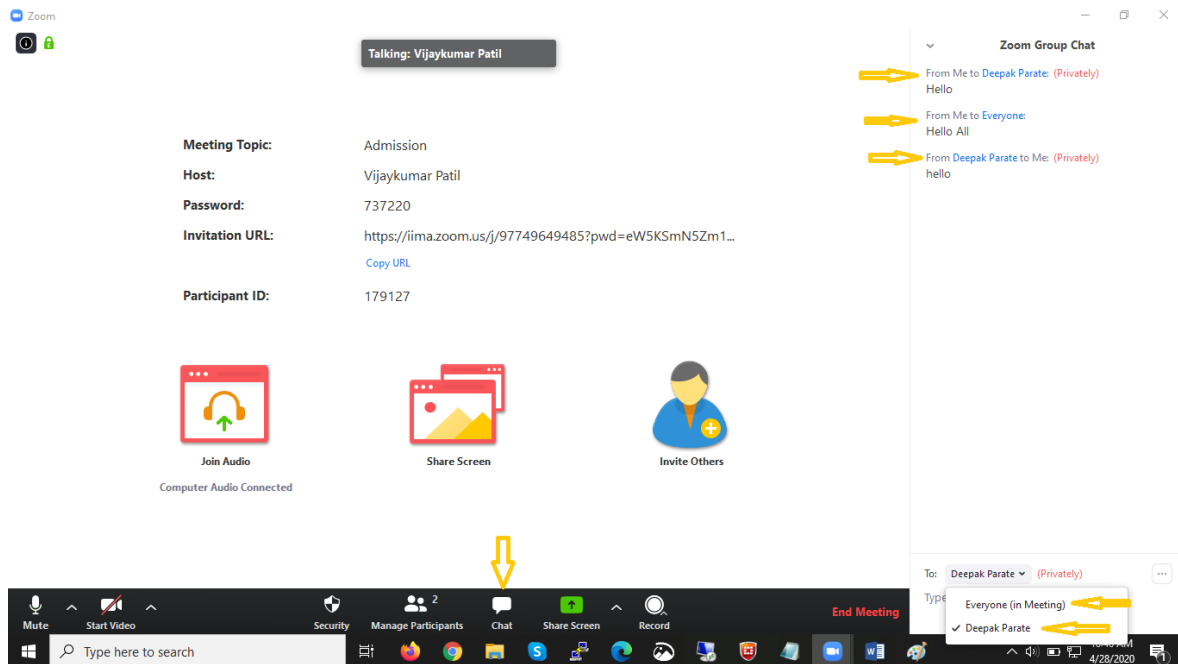 Zoom
Talking: Vijaykumar Patil
Meeting Topic: Admission
Host: Vijaykumar Patil
Password: 737220
Invitation URL: https://iima.zoom.us/j/97749649485?pwd=eW5KSmN5Zm1...
Copy URL
Participant ID: 179127
Join Audio
Share Screen
Invite Others
Computer Audio Connected
Zoom Group Chat
From Me to Deepak Parate: (Privately)
Hello
From Me to Everyone:
Hello All
From Deepak Parate to Me: (Privately)
hello
To: Deepak Parate (Privately)
Type
Everyone (in Meeting)
Deepak Parate
2
Mute
Start Video
Security
Manage Participants
Chat
Share Screen
Record
End Meeting
Type here to search
4/28/2020
1